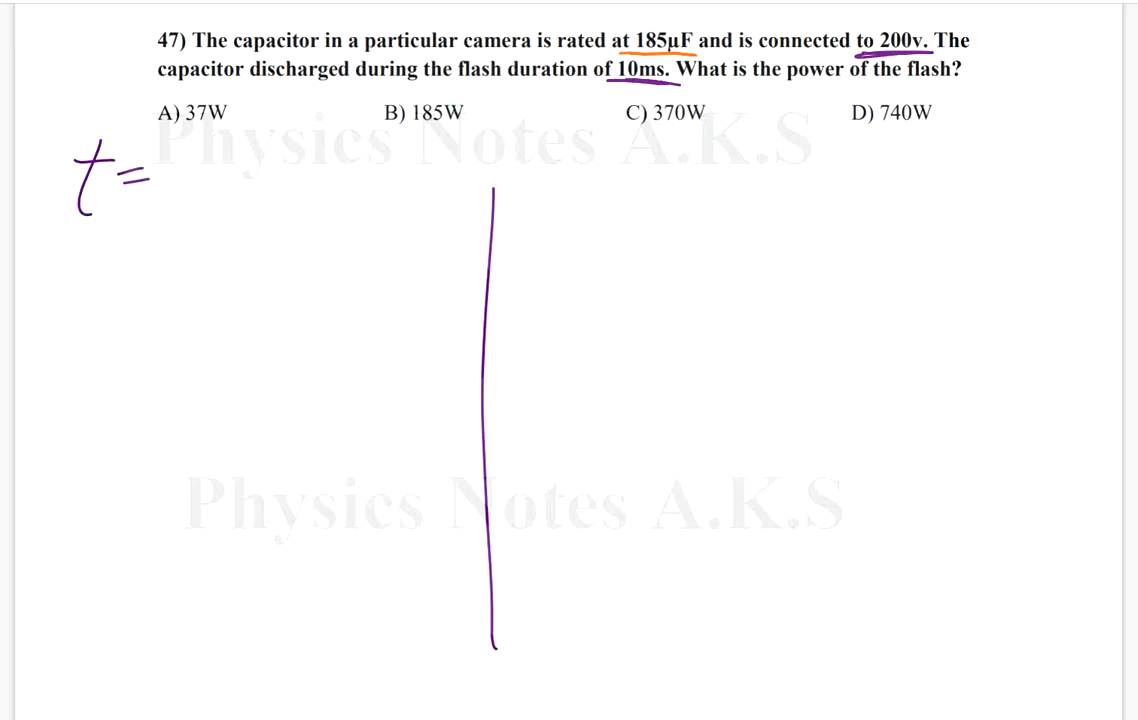 47) The capacitor in a particular camera is rated at 185µF and is connected to 200v. The
capacitor discharged during the flash duration of 10ms. What is the power of the flash?
A) 37W B) 185W C) 370W D) 740W
Physics Notes A.K.S
t=
Physics Notes A.K.S